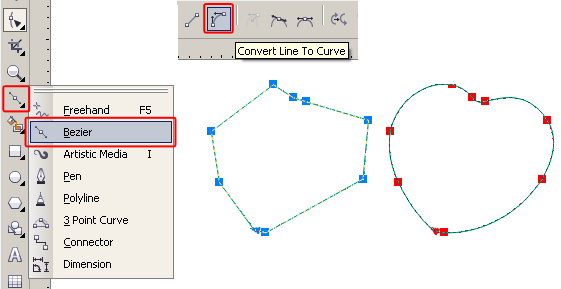 Convert Line To Curve
Freehand F5
Bezier
Artistic Media I
Pen
Polyline
3 Point Curve
Connector
Dimension